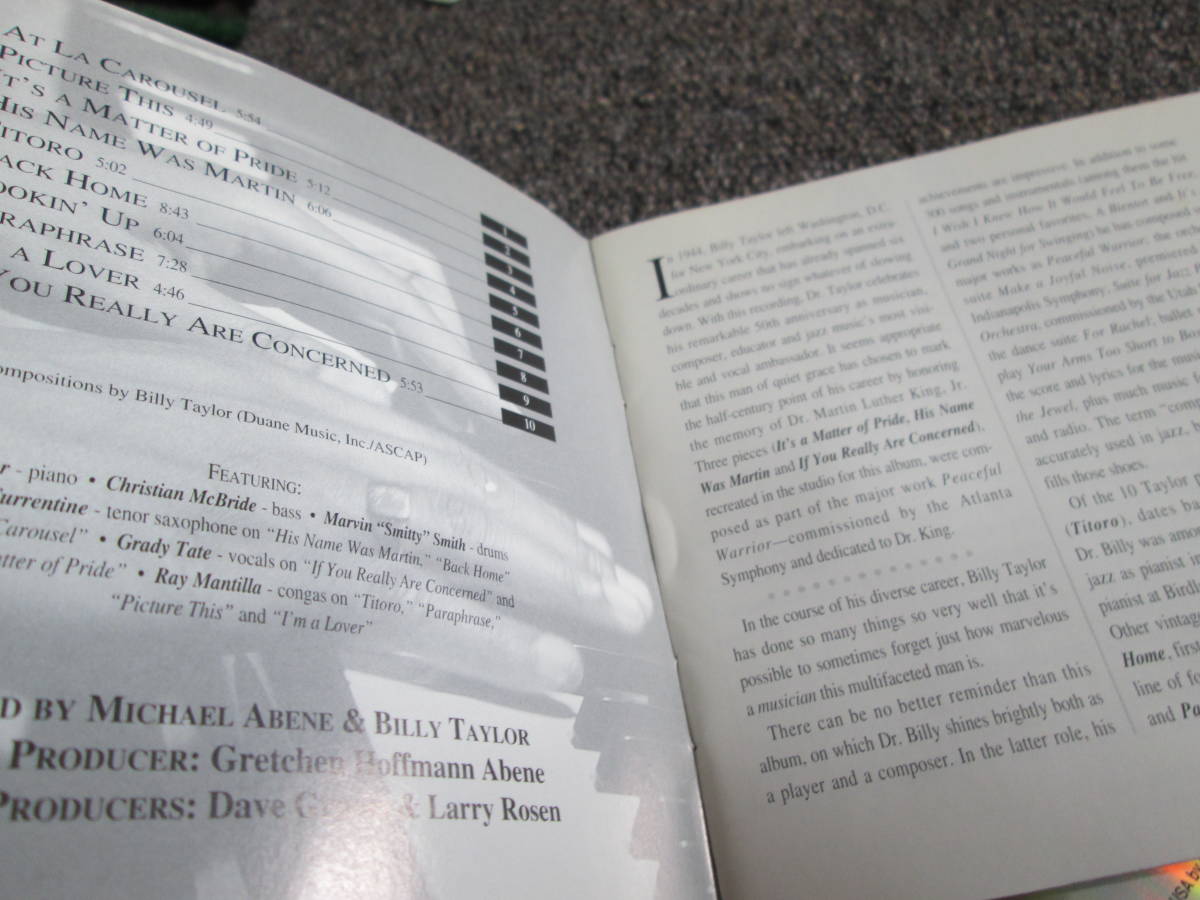 AT LA CAROUSEL 5:54
PICTURE THIS 4:49
IT'S A MATTER OF PRIDE 5:12
HIS NAME WAS MARTIN 6:06
TITORO 5:02
BACK HOME 8:43
LOOKIN' UP 6:04
PARAPHRASE 7:28
A LOVER 4:46
YOU REALLY ARE CONCERNED 5:53
1
2
3
4
5
6
7
8
9
10
compositions by Billy Taylor (Duane Music, Inc./ASCAP)
FEATURING:
r - piano • Christian McBride - bass • Marvin "Smitty" Smith - drums
Turrentine - tenor saxophone on "His Name Was Martin," "Back Home"
Carousel" • Grady Tate - vocals on "If You Really Are Concerned" and
atter of Pride" • Ray Mantilla - congas on "Titoro," "Paraphrase,"
"Picture This" and "I'm a Lover"
D BY MICHAEL ABENE & BILLY TAYLOR
PRODUCER: Gretchen Hoffmann Abene
PRODUCERS: Dave & Larry Rosen
In 1944, Billy Taylor left Washington, D.C.
for New York City, embarking on an extra-
ordinary career that has already spanned six
decades and shows no sign whatever of slowing
down. With this recording, Dr. Taylor celebrates
his remarkable 50th anniversary as musician,
composer, educator and jazz music's most visi-
ble and vocal ambassador. It seems appropriate
that this man of quiet grace has chosen to mark
the half-century point of his career by honoring
the memory of Dr. Martin Luther King, Jr.
Three pieces (It's a Matter of Pride, His Name
Was Martin and If You Really Are Concerned),
recreated in the studio for this album, were com-
posed as part of the major work Peaceful
Warrior—commissioned by the Atlanta
Symphony and dedicated to Dr. King.
In the course of his diverse career, Billy Taylor
has done so many things so very well that it's
possible to sometimes forget just how marvelous
a musician this multifaceted man is.
There can be no better reminder than this
album, on which Dr. Billy shines brightly both as
a player and a composer. In the latter role, his
achievements are impressive. In addition to some
300 songs and instrumentals (among them the hit
I Wish I Knew How It Would Feel To Be Free
and two personal favorites, A Bientot and It's
Grand Night for Swinging) he has composed
major works as Peaceful Warrior, the
suite Make a Joyful Noise, premiered
Indianapolis Symphony, Suite for Jazz
Orchestra, commissioned by the Utah
the dance suite For Rachel, ballet
play Your Arms Too Short to Bo
the score and lyrics for the mus
the Jewel, plus much music
and radio. The term "com
accurately used in jazz, b
fills those shoes.
Of the 10 Taylor p
(Titoro), dates ba
Dr. Billy was amo
jazz as pianist i
pianist at Birdl
Other vintag
Home, first
line of fo
and Pa
USA by